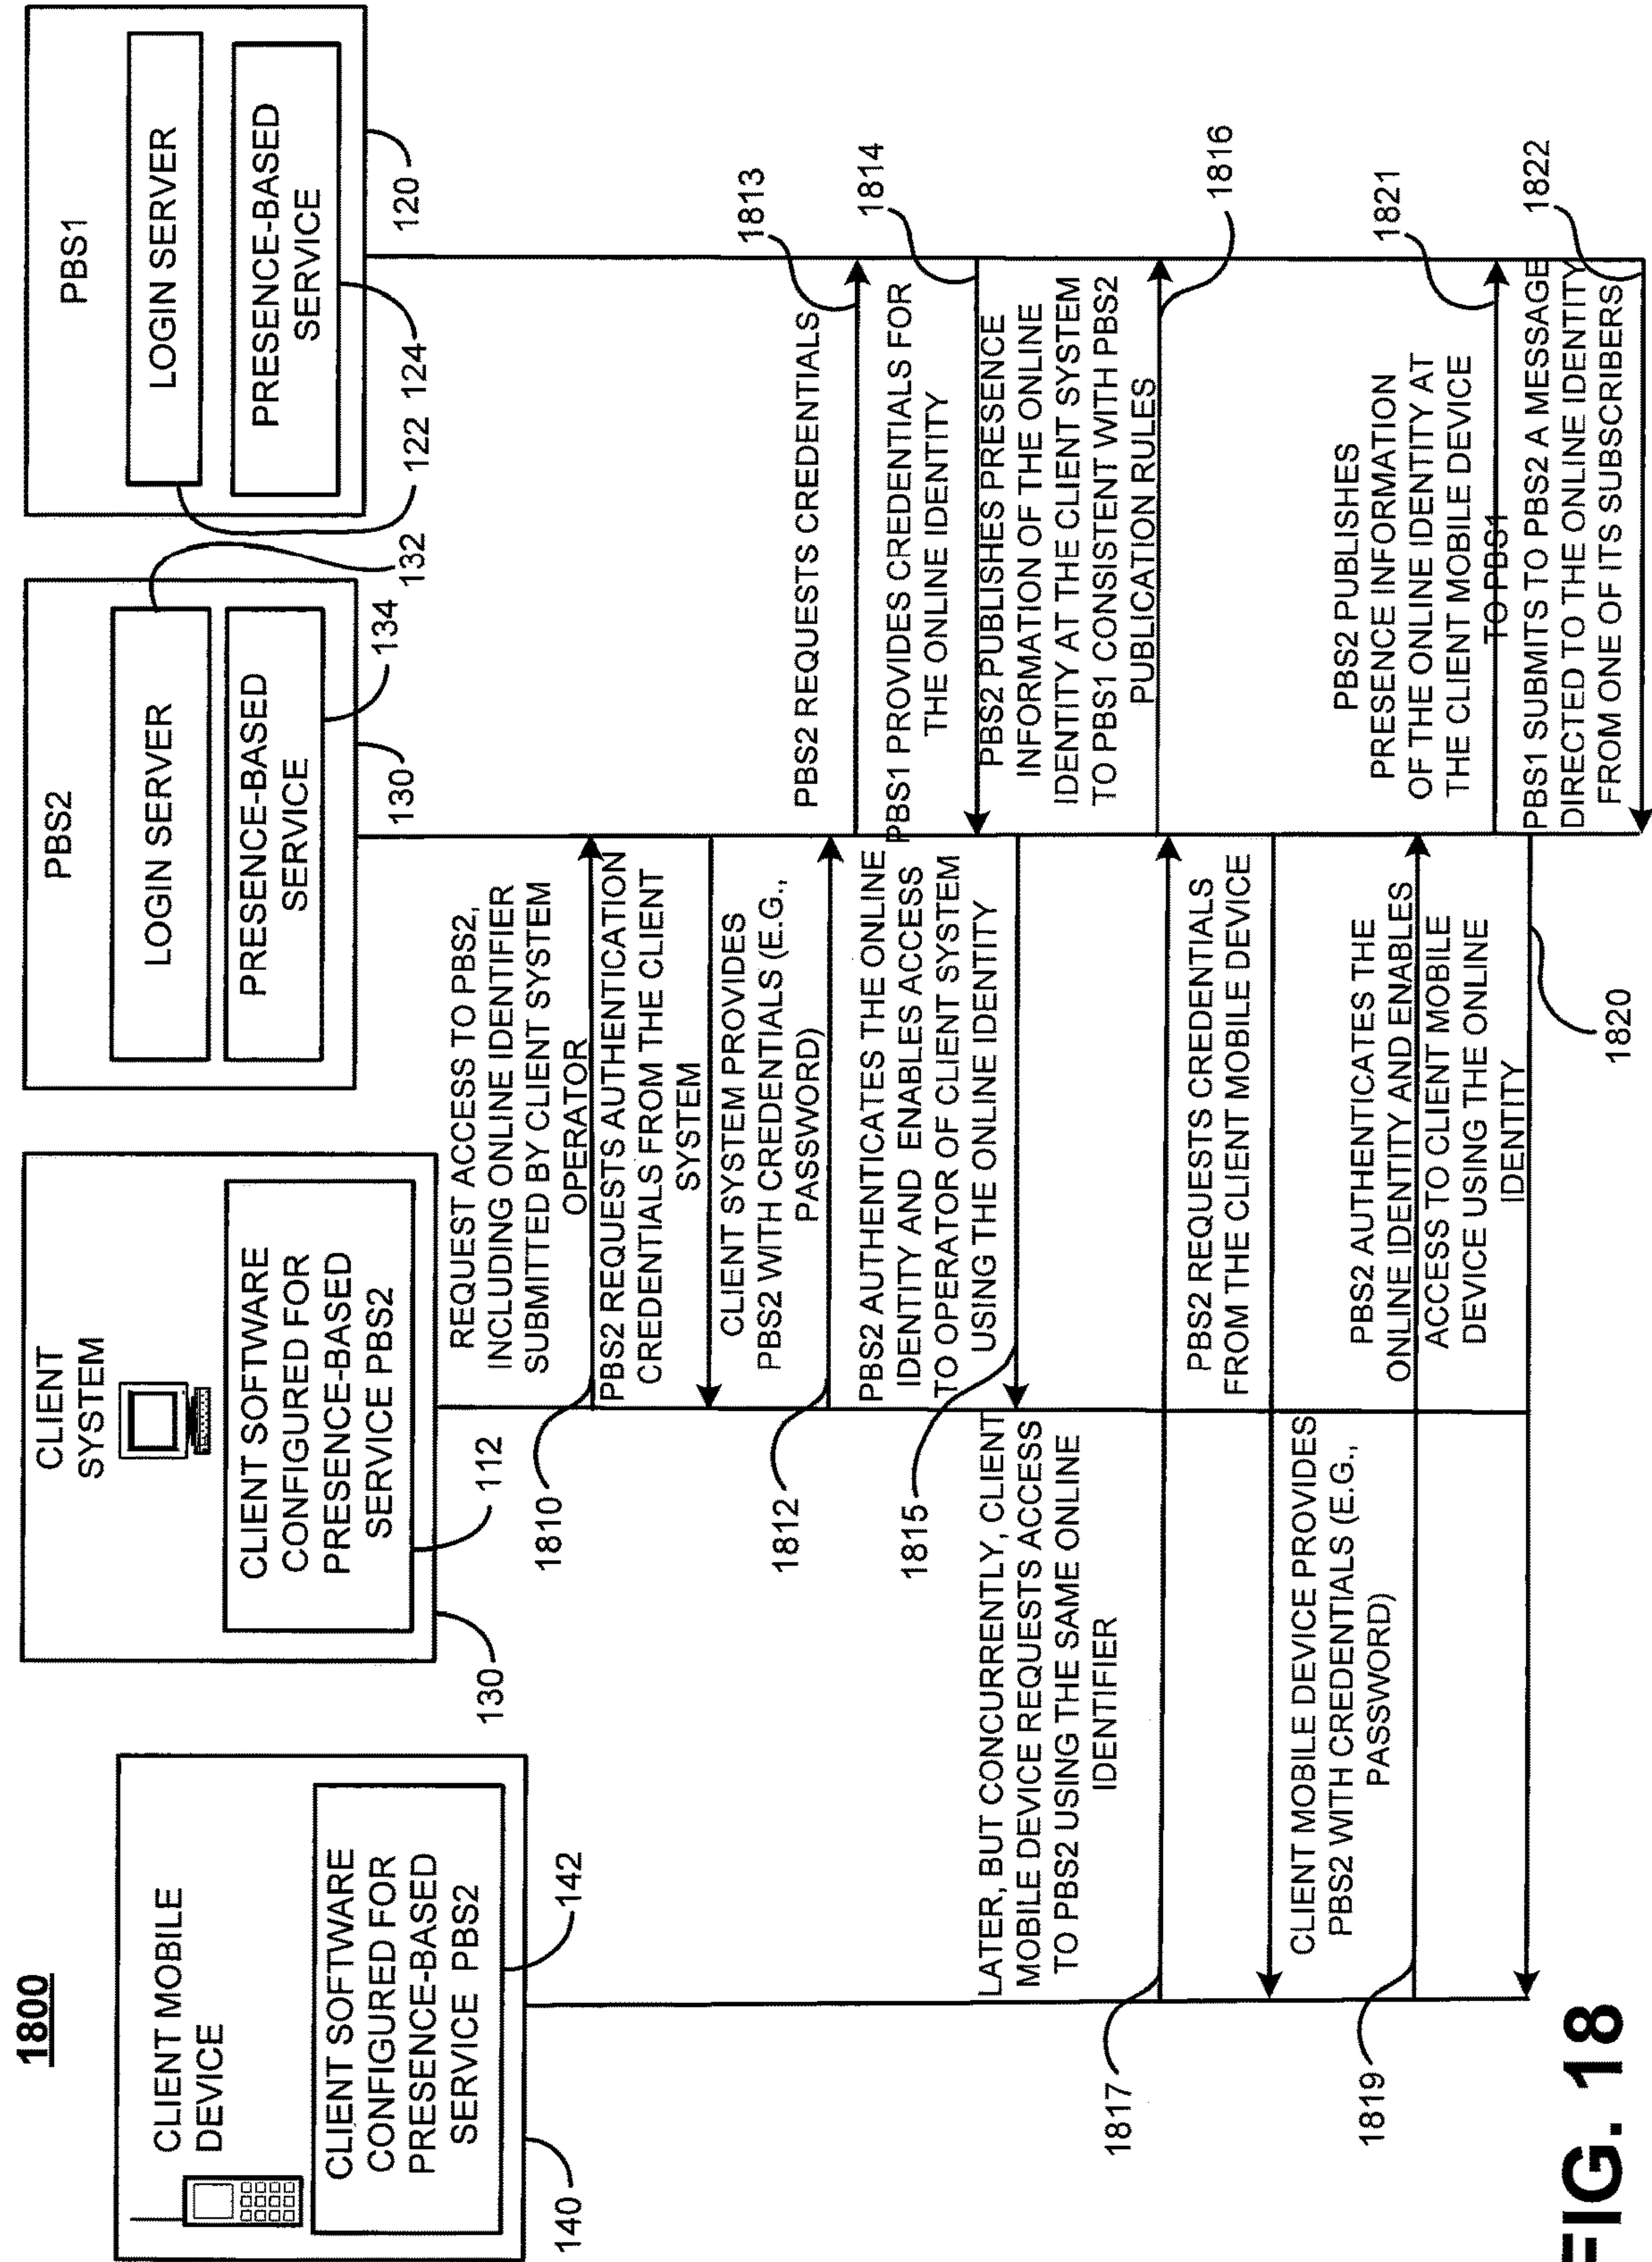 1800
CLIENT MOBILE
DEVICE
CLIENT SOFTWARE
CONFIGURED FOR
PRESENCE-BASED
SERVICE PBS2
142
140
CLIENT
SYSTEM
CLIENT SOFTWARE
CONFIGURED FOR
PRESENCE-BASED
SERVICE PBS2
112
130
PBS2
LOGIN SERVER
PRESENCE-BASED
SERVICE
132
134
130
PBS1
LOGIN SERVER
PRESENCE-BASED
SERVICE
122
124
120
REQUEST ACCESS TO PBS2,
INCLUDING ONLINE IDENTIFIER
SUBMITTED BY CLIENT SYSTEM
OPERATOR
1810
PBS2 REQUESTS AUTHENTICATION
CREDENTIALS FROM THE CLIENT
SYSTEM
CLIENT SYSTEM PROVIDES
PBS2 WITH CREDENTIALS (E.G.,
PASSWORD)
1812
PBS2 REQUESTS CREDENTIALS
1813
PBS1 PROVIDES CREDENTIALS FOR
THE ONLINE IDENTITY
1814
PBS2 AUTHENTICATES THE ONLINE
IDENTITY AND ENABLES ACCESS
TO OPERATOR OF CLIENT SYSTEM
USING THE ONLINE IDENTITY
1815
PBS2 PUBLISHES PRESENCE
INFORMATION OF THE ONLINE
IDENTITY AT THE CLIENT SYSTEM
TO PBS1 CONSISTENT WITH PBS2
PUBLICATION RULES
1816
LATER, BUT CONCURRENTLY, CLIENT
MOBILE DEVICE REQUESTS ACCESS
TO PBS2 USING THE SAME ONLINE
IDENTIFIER
1817
PBS2 REQUESTS CREDENTIALS
FROM THE CLIENT MOBILE DEVICE
CLIENT MOBILE DEVICE PROVIDES
PBS2 WITH CREDENTIALS (E.G.,
PASSWORD)
1819
PBS2 AUTHENTICATES THE
ONLINE IDENTITY AND ENABLES
ACCESS TO CLIENT MOBILE
DEVICE USING THE ONLINE
IDENTITY
1820
PBS2 PUBLISHES
PRESENCE INFORMATION
OF THE ONLINE IDENTITY AT
THE CLIENT MOBILE DEVICE
TO PBS1
1821
PBS1 SUBMITS TO PBS2 A MESSAGE
DIRECTED TO THE ONLINE IDENTITY
FROM ONE OF ITS SUBSCRIBERS
1822
FIG. 18